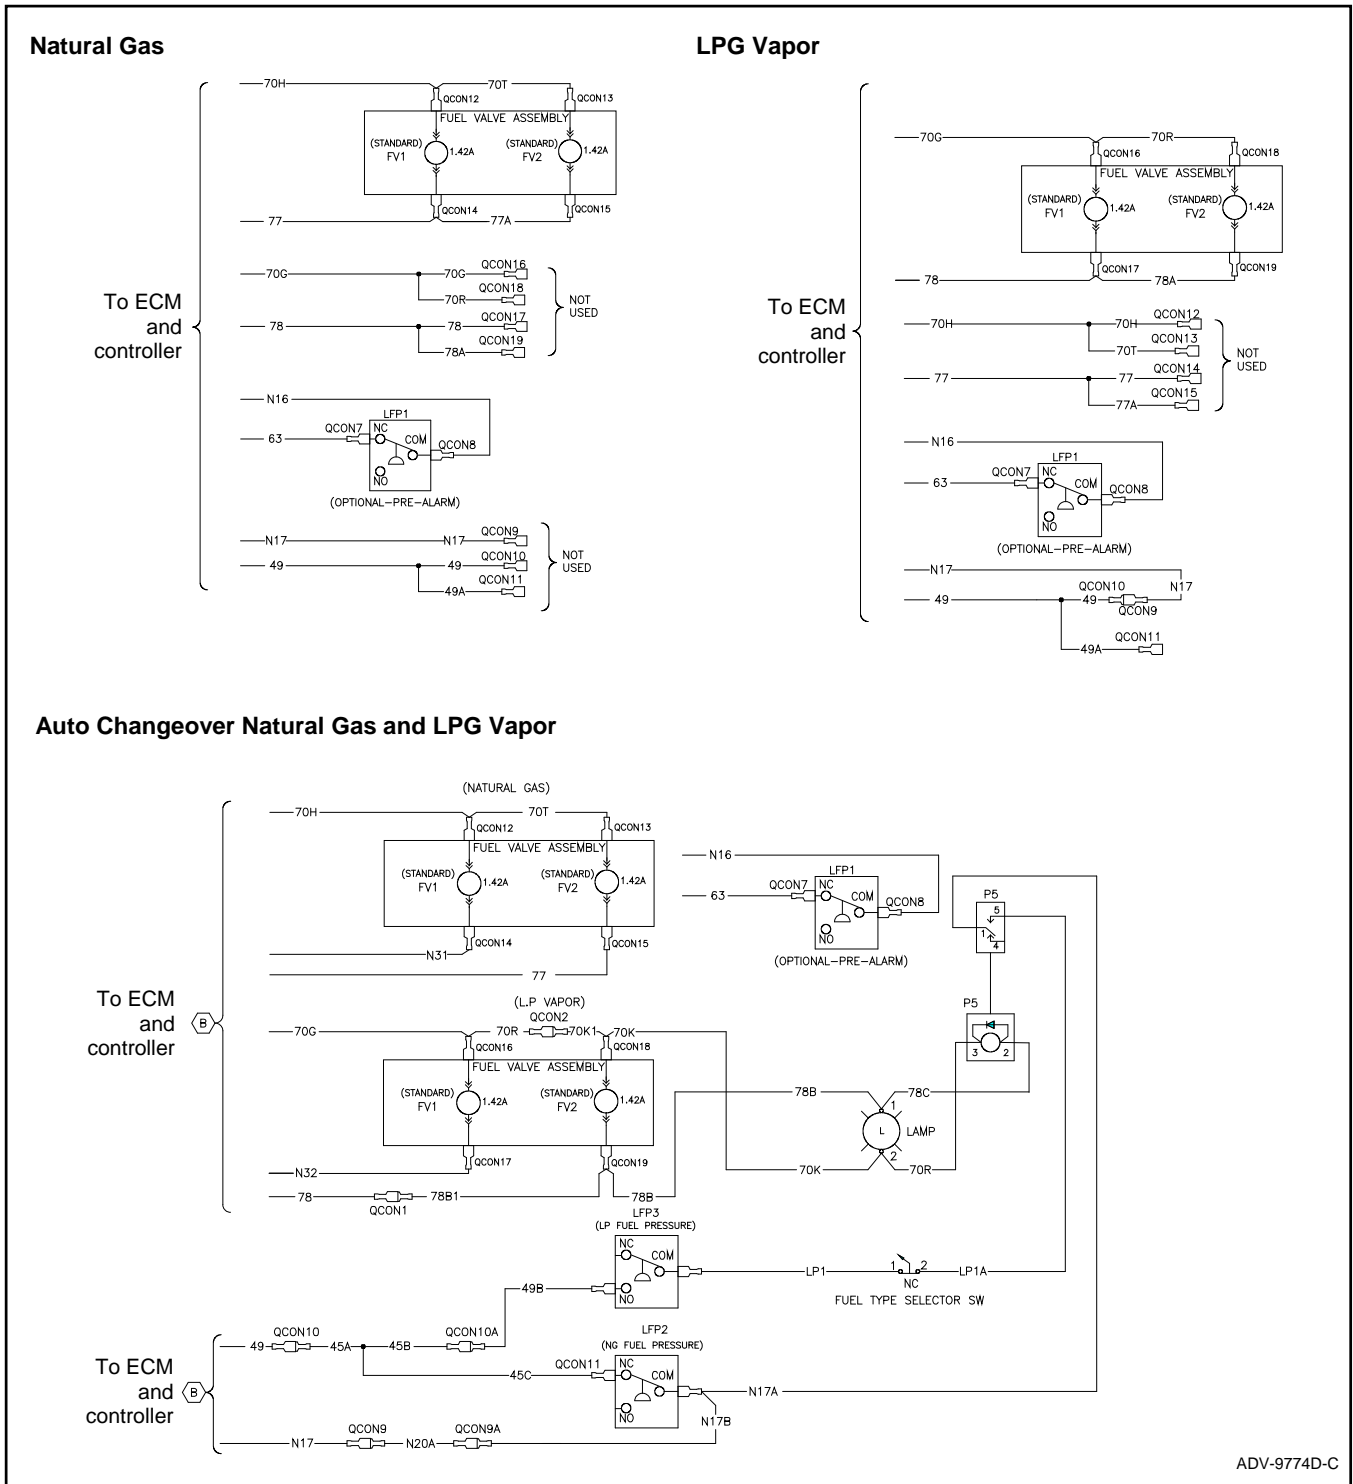 Natural Gas
70H
70T
QCON12
QCON13
FUEL VALVE ASSEMBLY
(STANDARD)
FV1
1.42A
(STANDARD)
FV2
1.42A
QCON14
QCON15
77
77A
70G
70G
QCON16
70R
QCON18
78
78
QCON17
78A
QCON19
NOT
USED
To ECM
and
controller
N16
63
QCON7
LFP1
NC
COM
NO
QCON8
(OPTIONAL-PRE-ALARM)
N17
N17
QCON9
49
49
QCON10
49A
QCON11
NOT
USED
LPG Vapor
70G
70R
QCON16
QCON18
FUEL VALVE ASSEMBLY
(STANDARD)
FV1
1.42A
(STANDARD)
FV2
1.42A
QCON17
QCON19
78
78A
70H
70H
QCON12
70T
QCON13
77
77
QCON14
77A
QCON15
NOT
USED
To ECM
and
controller
N16
63
QCON7
LFP1
NC
COM
NO
QCON8
(OPTIONAL-PRE-ALARM)
N17
N17
49
49
QCON10
QCON9
49A
QCON11
Auto Changeover Natural Gas and LPG Vapor
(NATURAL GAS)
70H
70T
QCON12
QCON13
FUEL VALVE ASSEMBLY
(STANDARD)
FV1
1.42A
(STANDARD)
FV2
1.42A
QCON14
QCON15
N31
77
N16
63
QCON7
LFP1
NC
COM
NO
QCON8
(OPTIONAL-PRE-ALARM)
P5
5
1
4
To ECM
and
controller
B
(L.P VAPOR)
QCON2
70G
70R
70K1
70K
QCON16
QCON18
FUEL VALVE ASSEMBLY
(STANDARD)
FV1
1.42A
(STANDARD)
FV2
1.42A
QCON17
QCON19
N32
78
QCON1
78B1
78B
P5
3
2
78B
78C
1
L
LAMP
2
70K
70R
LFP3
(LP FUEL PRESSURE)
NC
COM
NO
LP1
1
2
NC
LP1A
FUEL TYPE SELECTOR SW
49B
49
QCON10
45A
45B
QCON10A
LFP2
(NG FUEL PRESSURE)
45C
QCON11
NC
COM
NO
N17A
N17B
To ECM
and
controller
B
N17
QCON9
N20A
QCON9A
ADV-9774D-C